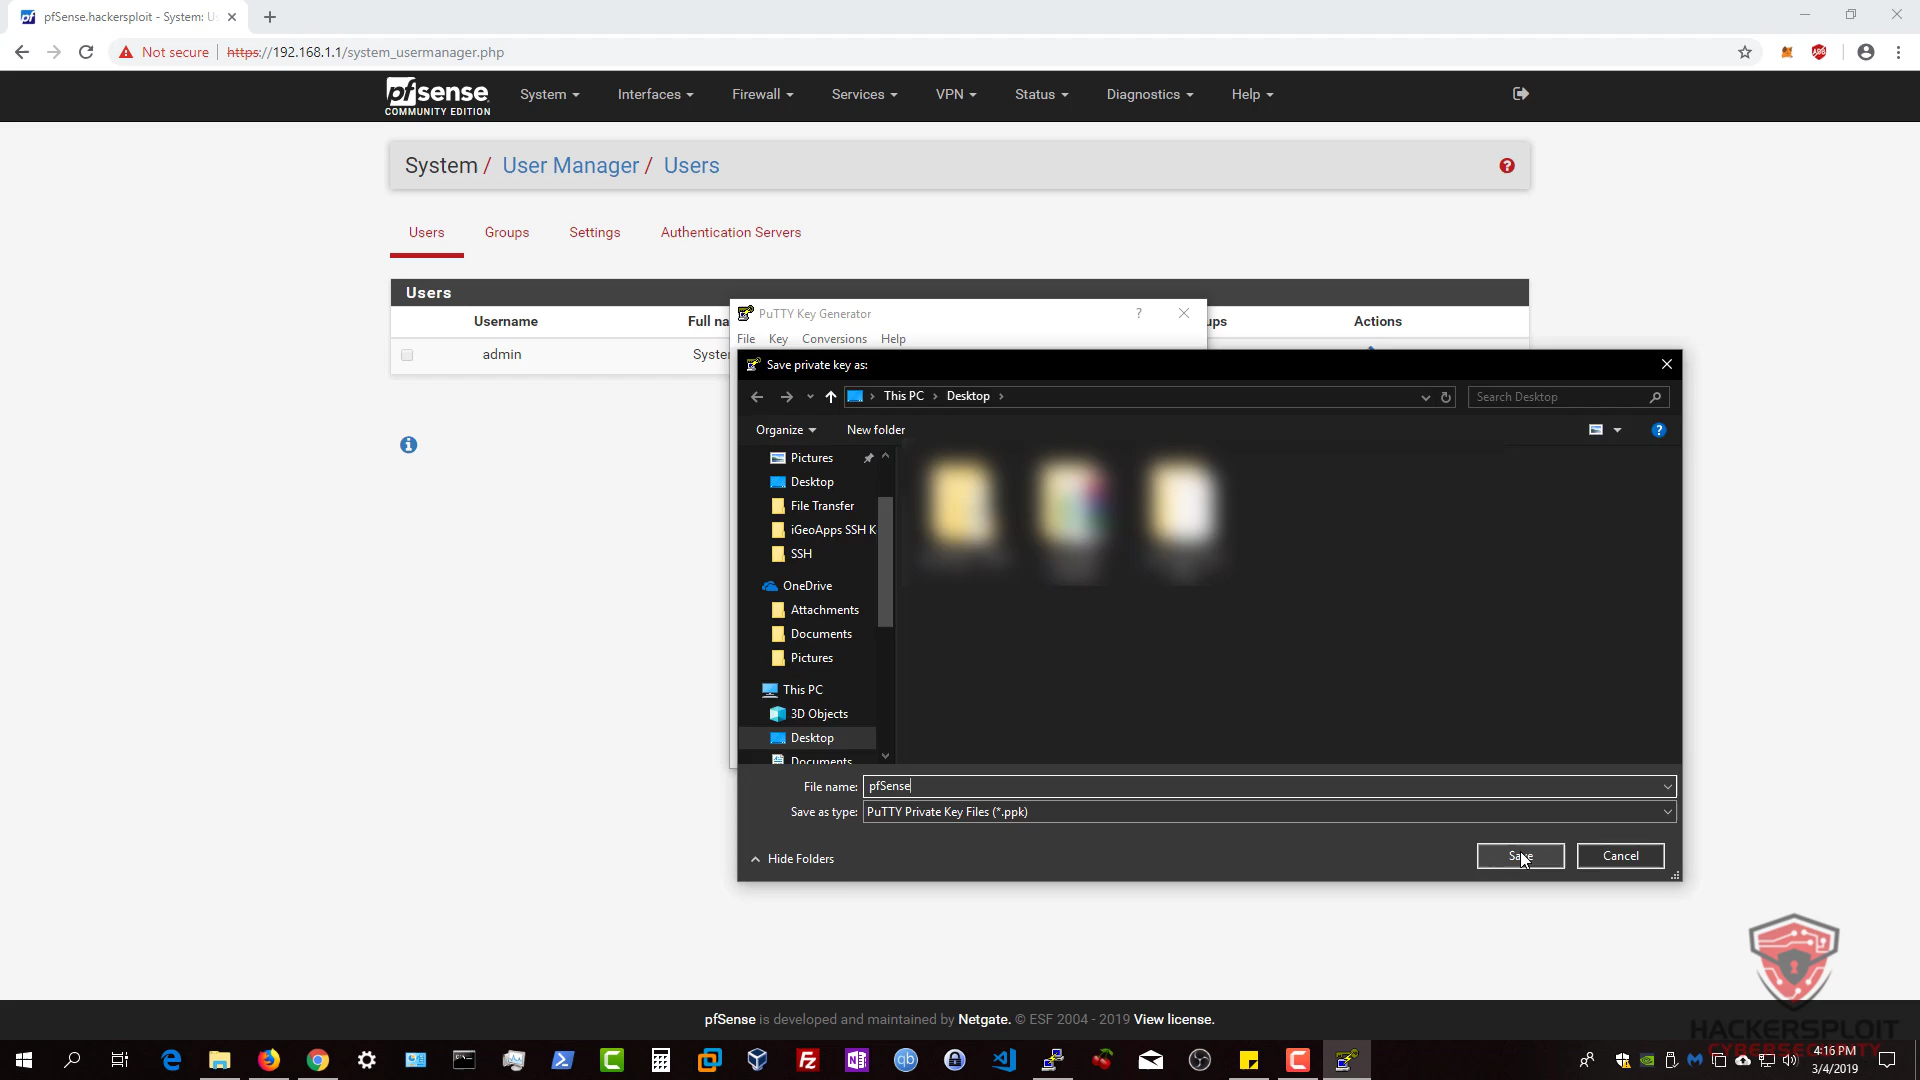 pfSense.hackersploit - System: Us
Not secure
https://192.168.1.1/system_usermanager.php
ABP
pfsense
COMMUNITY EDITION
System
Interfaces
Firewall
Services
VPN
Status
Diagnostics
Help
System / User Manager / Users
Users
Groups
Settings
Authentication Servers
Users
Username
Full na
ups
Actions
admin
Syste
PuTTY Key Generator
File
Key
Conversions
Help
Save private key as:
This PC
Desktop
Search Desktop
Organize
New folder
Pictures
Desktop
File Transfer
iGeoApps SSH K
SSH
OneDrive
Attachments
Documents
Pictures
This PC
3D Objects
Desktop
Documents
File name:
pfSense
Save as type:
PuTTY Private Key Files (*.ppk)
Hide Folders
Save
Cancel
pfSense is developed and maintained by Netgate. © ESF 2004 - 2019 View license.
HACKERSPLOIT
CYBERSECURITY
4:16 PM
3/4/2019